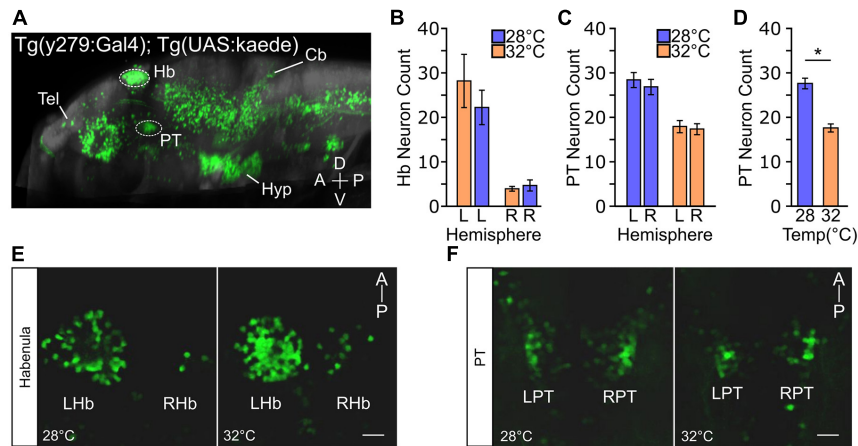 A
Tg(y279:Gal4); Tg(UAS:kaede)
Hb
Cb
Tel
PT
Hyp
D
A P
V
B
28°C
32°C
Hb Neuron Count
40
30
20
10
0
L L R R
Hemisphere
C
28°C
32°C
PT Neuron Count
40
30
20
10
0
L R L R
Hemisphere
D
*
PT Neuron Count
40
30
20
10
0
28 32
Temp(°C)
E
Habenula
LHb RHb
28°C
A
P
LHb RHb
32°C
F
PT
LPT RPT
28°C
A
P
LPT RPT
32°C